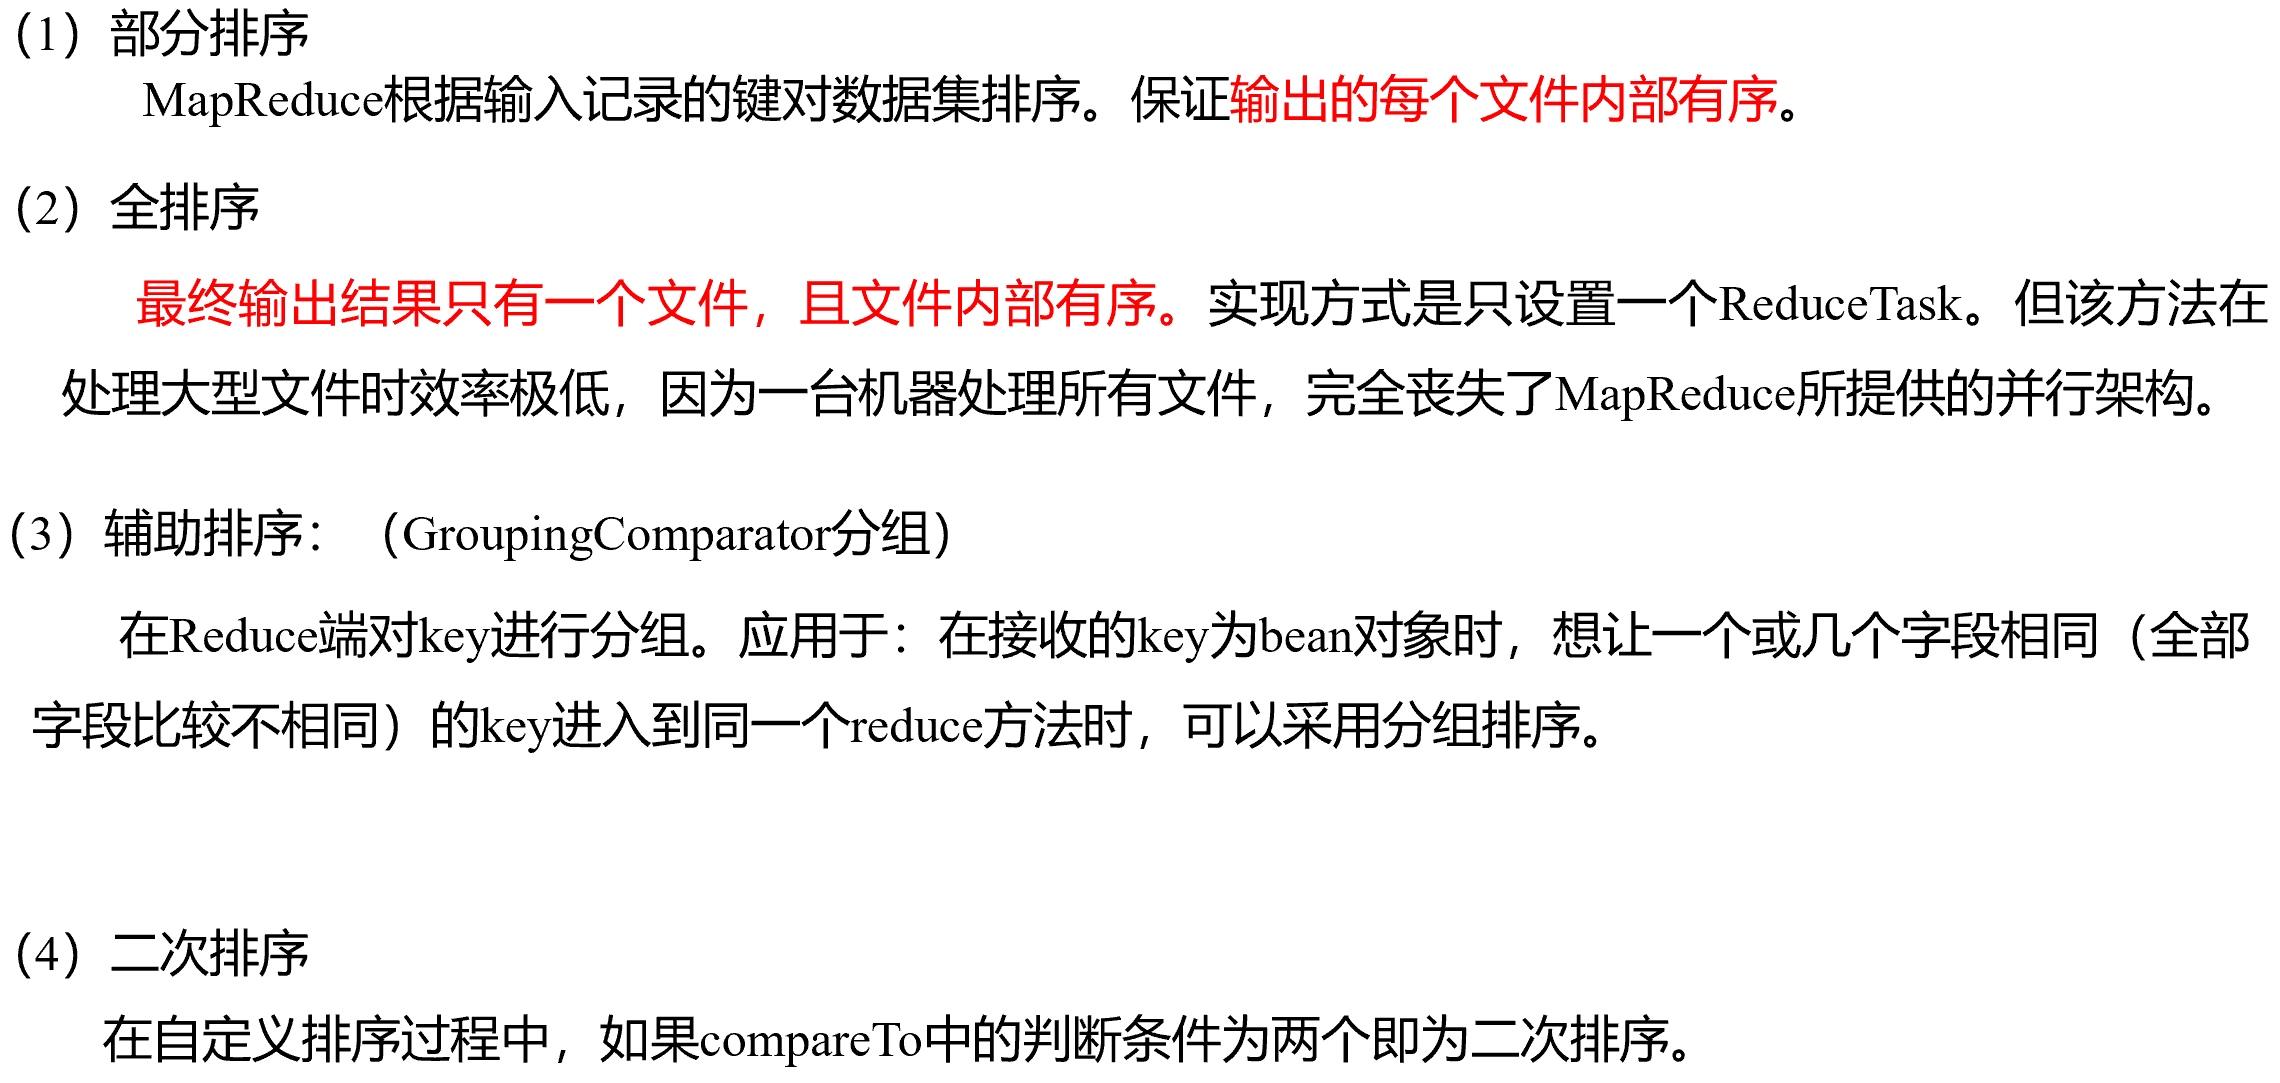 （1）部分排序
MapReduce根据输入记录的键对数据集排序。保证输出的每个文件内部有序。
（2）全排序
最终输出结果只有一个文件，且文件内部有序。实现方式是只设置一个ReduceTask。但该方法在
处理大型文件时效率极低，因为一台机器处理所有文件，完全丧失了MapReduce所提供的并行架构。
（3）辅助排序：（GroupingComparator分组）
在Reduce端对key进行分组。应用于：在接收的key为bean对象时，想让一个或几个字段相同（全部
字段比较不相同）的key进入到同一个reduce方法时，可以采用分组排序。
（4）二次排序
在自定义排序过程中，如果compareTo中的判断条件为两个即为二次排序。